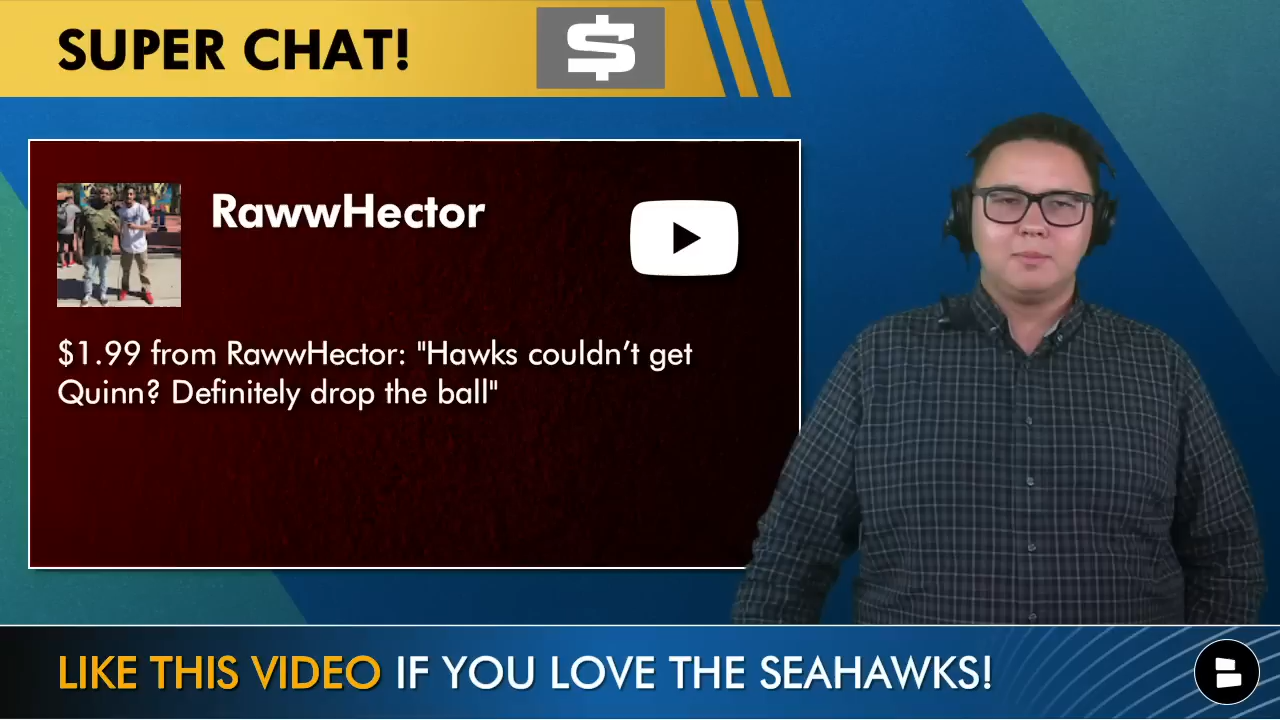 SUPER CHAT!
$
RawwHector
$1.99 from RawwHector: "Hawks couldn’t get
Quinn? Definitely drop the ball"
LIKE THIS VIDEO IF YOU LOVE THE SEAHAWKS!